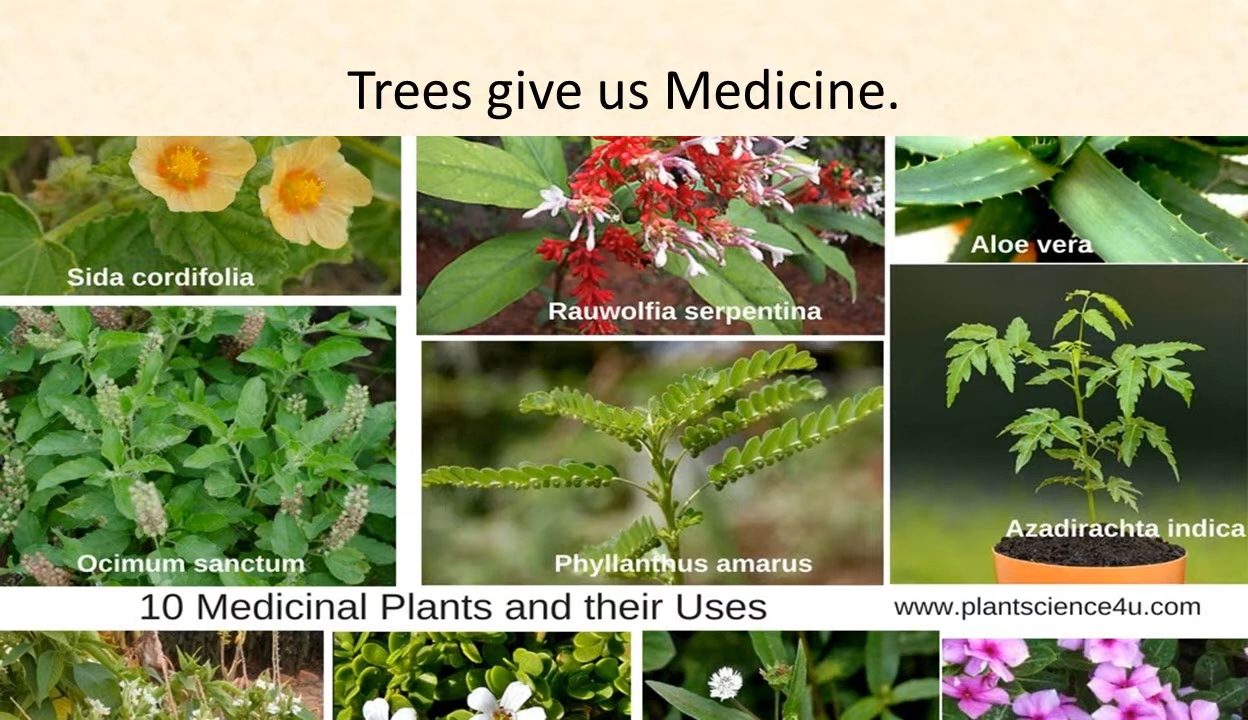 Trees give us Medicine.
Sida cordifolia
Rauwolfia serpentina
Aloe vera
Ocimum sanctum
Phyllanthus amarus
Azadirachta indica
10 Medicinal Plants and their Uses
www.plantscience4u.com